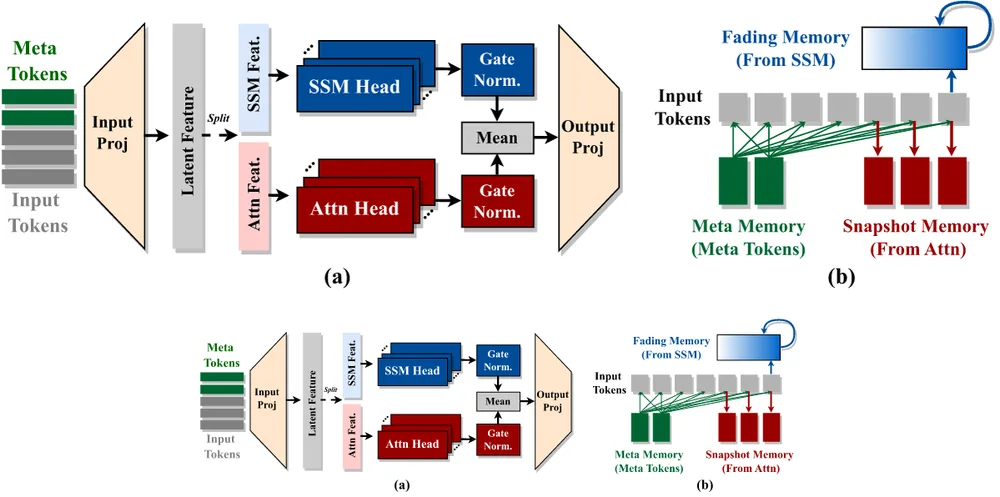 Meta
Tokens
Input
Tokens
Input
Proj
Latent Feature
Split
SSM Feat.
Attn Feat.
SSM Head
Attn Head
Gate
Norm.
Mean
Gate
Norm.
Output
Proj
(a)
Fading Memory
(From SSM)
Input
Tokens
Meta Memory
(Meta Tokens)
Snapshot Memory
(From Attn)
(b)
Meta
Tokens
Input
Tokens
Input
Proj
Latent Feature
Split
SSM Feat.
Attn Feat.
SSM Head
Attn Head
Gate
Norm.
Mean
Gate
Norm.
Output
Proj
(a)
Fading Memory
(From SSM)
Input
Tokens
Meta Memory
(Meta Tokens)
Snapshot Memory
(From Attn)
(b)